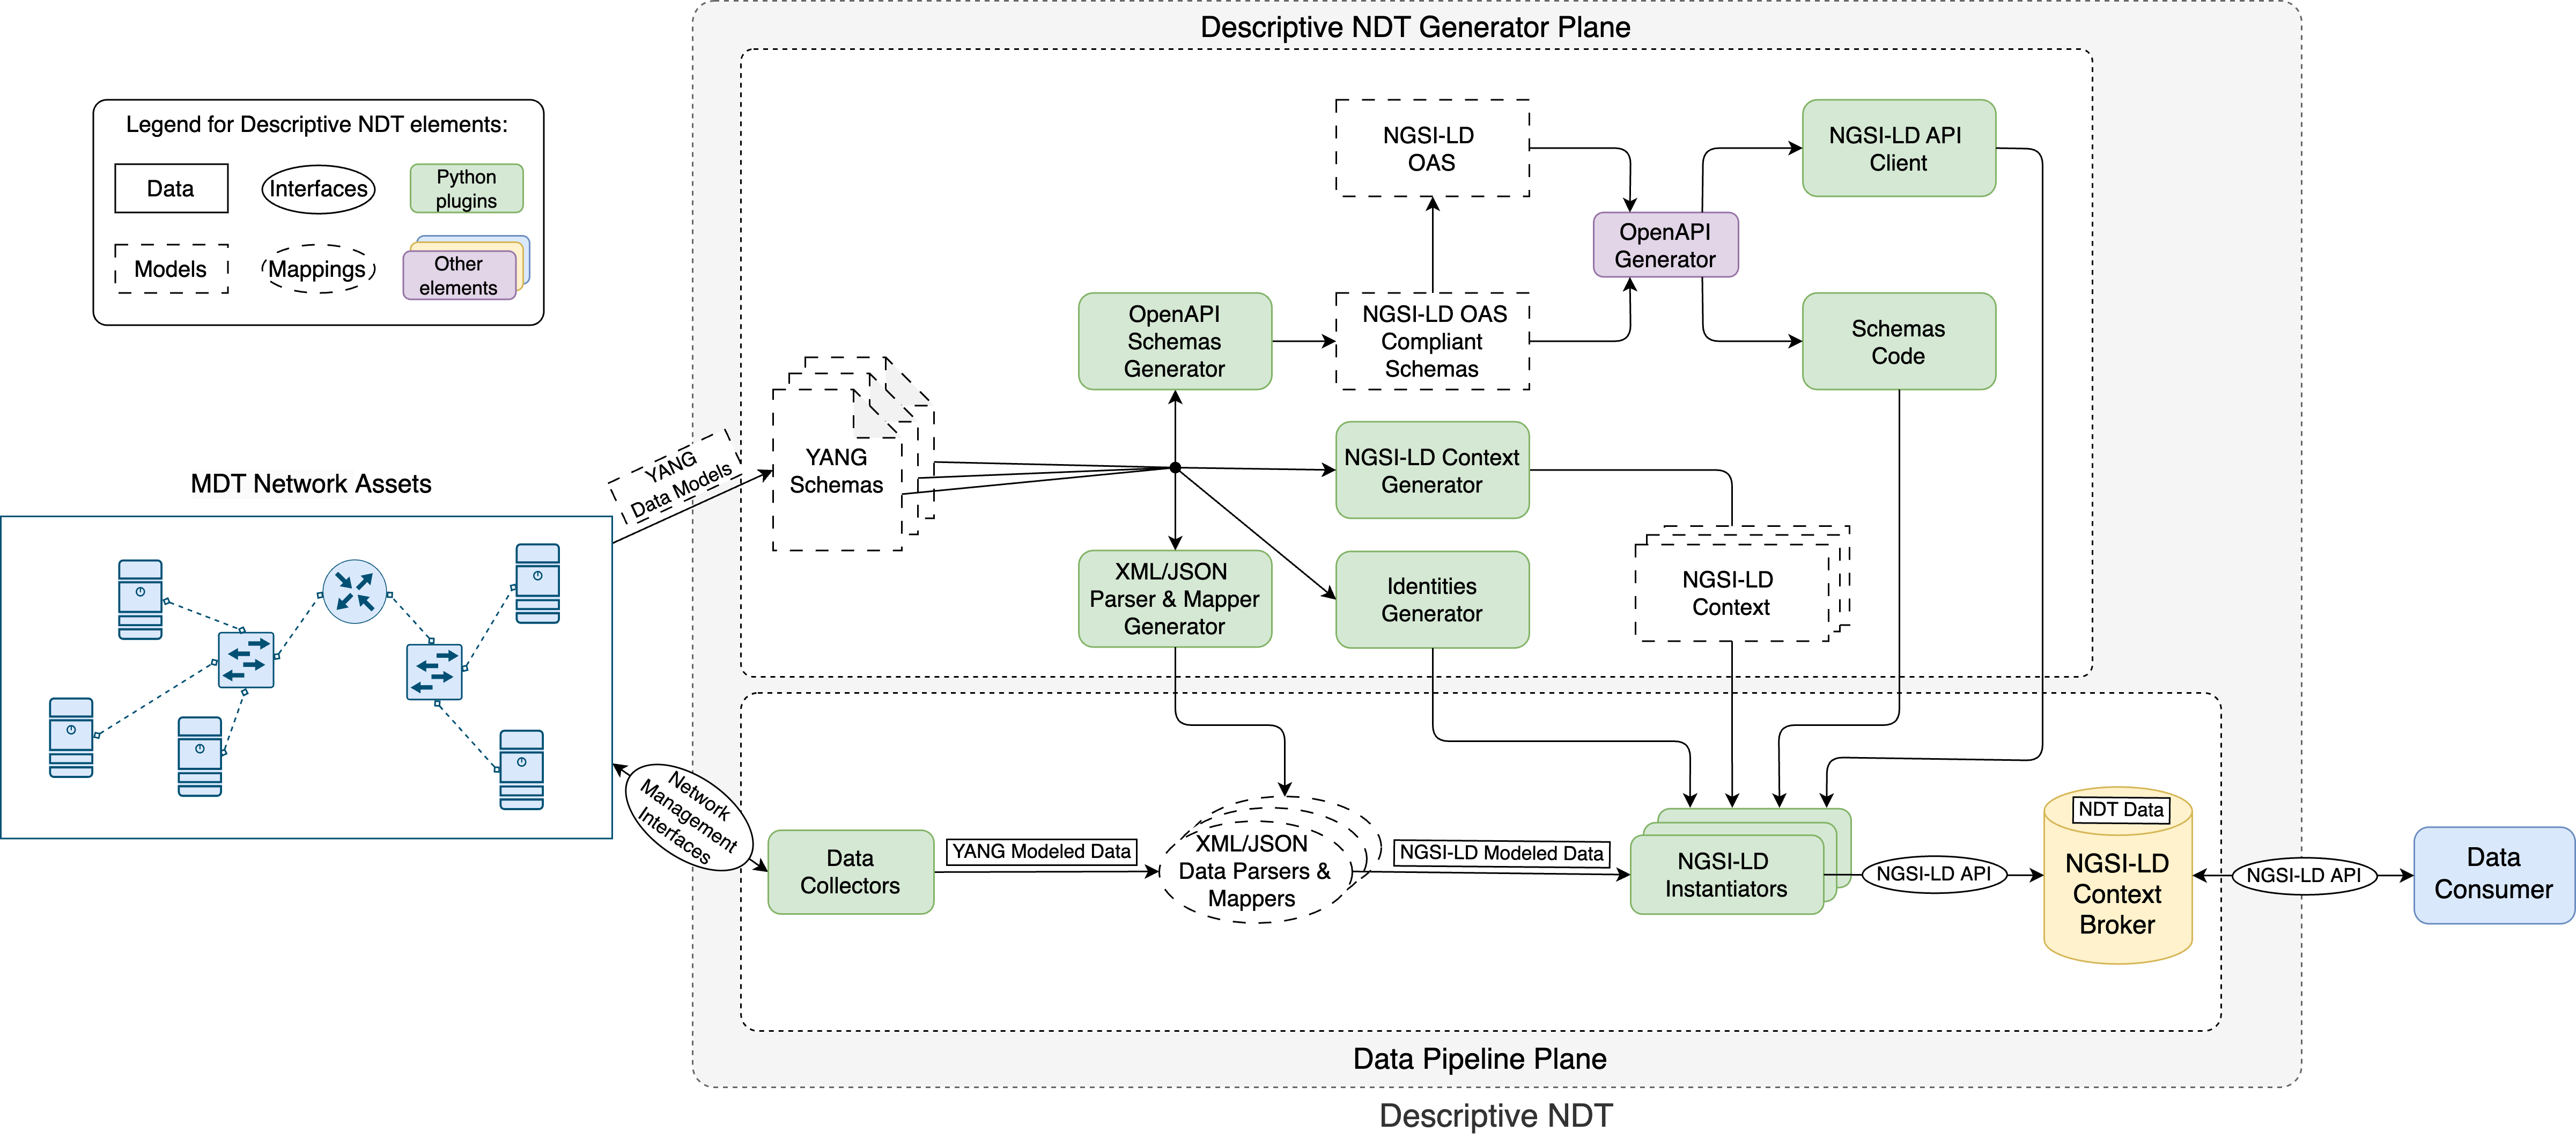 Descriptive NDT Generator Plane
Legend for Descriptive NDT elements:
Data
Interfaces
Python
plugins
Models
Mappings
Other
elements
NGSI-LD
OAS
NGSI-LD API
Client
OpenAPI
Generator
OpenAPI
Schemas
Generator
NGSI-LD OAS
Compliant
Schemas
Schemas
Code
YANG
Data Models
YANG
Schemas
NGSI-LD Context
Generator
MDT Network Assets
XML/JSON
Parser & Mapper
Generator
Identities
Generator
NGSI-LD
Context
Network
Management
Interfaces
Data
Collectors
YANG Modeled Data
XML/JSON
Data Parsers &
Mappers
NGSI-LD Modeled Data
NGSI-LD
Instantiators
NGSI-LD API
NDT Data
NGSI-LD
Context
Broker
NGSI-LD API
Data
Consumer
Data Pipeline Plane
Descriptive NDT